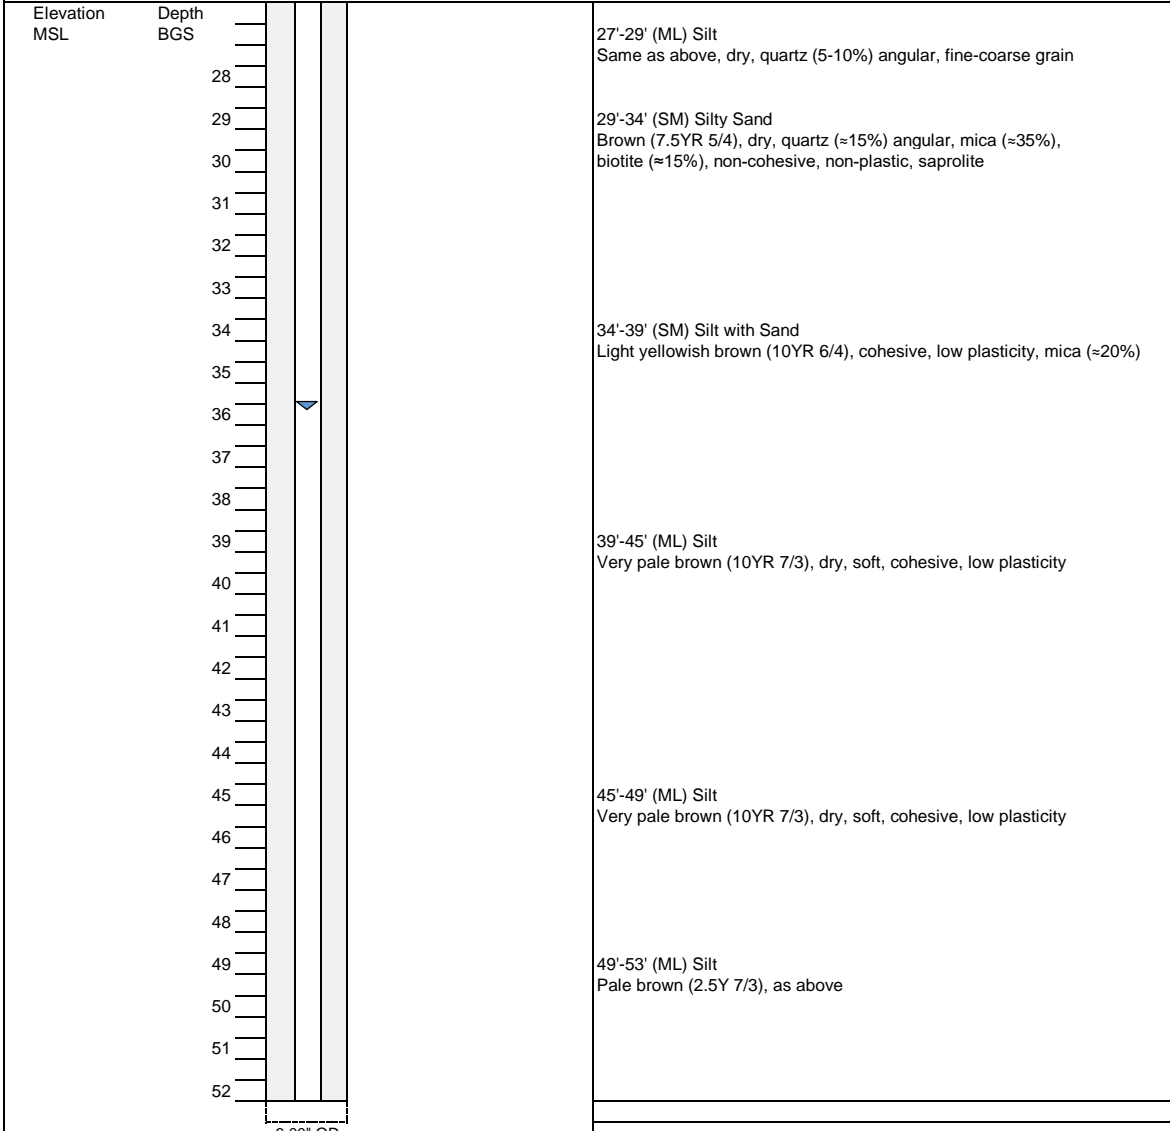 Elevation Depth
MSL BGS
27'-29' (ML) Silt
Same as above, dry, quartz (5-10%) angular, fine-coarse grain
28
29
29'-34' (SM) Silty Sand
Brown (7.5YR 5/4), dry, quartz (≈15%) angular, mica (≈35%),
30
biotite (≈15%), non-cohesive, non-plastic, saprolite
31
32
33
34
34'-39' (SM) Silt with Sand
Light yellowish brown (10YR 6/4), cohesive, low plasticity, mica (≈20%)
35
36
37
38
39
39'-45' (ML) Silt
Very pale brown (10YR 7/3), dry, soft, cohesive, low plasticity
40
41
42
43
44
45
45'-49' (ML) Silt
Very pale brown (10YR 7/3), dry, soft, cohesive, low plasticity
46
47
48
49
49'-53' (ML) Silt
Pale brown (2.5Y 7/3), as above
50
51
52
OD